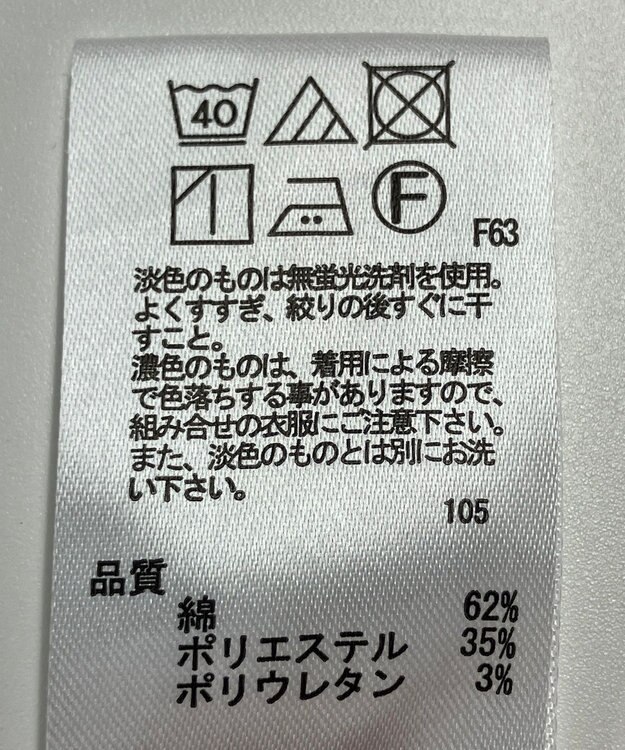 40
F
F63
淡色のものは無蛍光洗剤を使用。
よくすすぎ、絞りの後すぐに干
すこと。
濃色のものは、着用による摩擦
で色落ちする事がありますので、
組み合せの衣服にご注意下さい。
また、淡色のものとは別にお洗
い下さい。
105
品質
綿 62%
ポリエステル 35%
ポリウレタン 3%